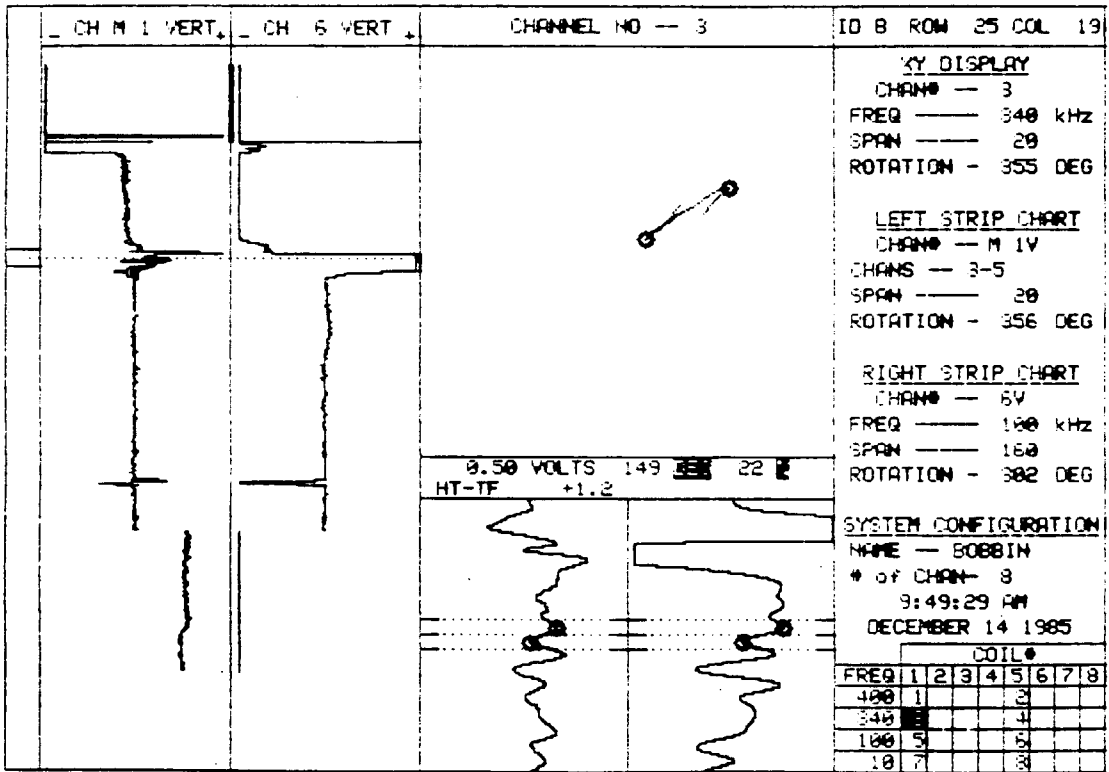 _ CH M 1 VERT + _ CH 6 VERT + CHANNEL NO -- 3 ID 8 ROW 25 COL 19
XY DISPLAY
CHAN# -- 3
FREQ ---- 340 kHz
SPAN ---- 20
ROTATION - 355 DEG
LEFT STRIP CHART
CHAN# -- M 1V
CHANS -- 3-5
SPAN ---- 20
ROTATION - 356 DEG
RIGHT STRIP CHART
CHAN# -- 6V
FREQ ---- 100 kHz
SPAN ---- 160
ROTATION - 302 DEG
0.50 VOLTS 149 22
HT-TF +1.2
SYSTEM CONFIGURATION
NAME -- BOBBIN
# of CHAN- 8
9:49:29 AM
DECEMBER 14 1985
COIL#
FREQ 1 2 3 4 5 6 7 8
400 1 2
340 4
100 5 6
10 7 8